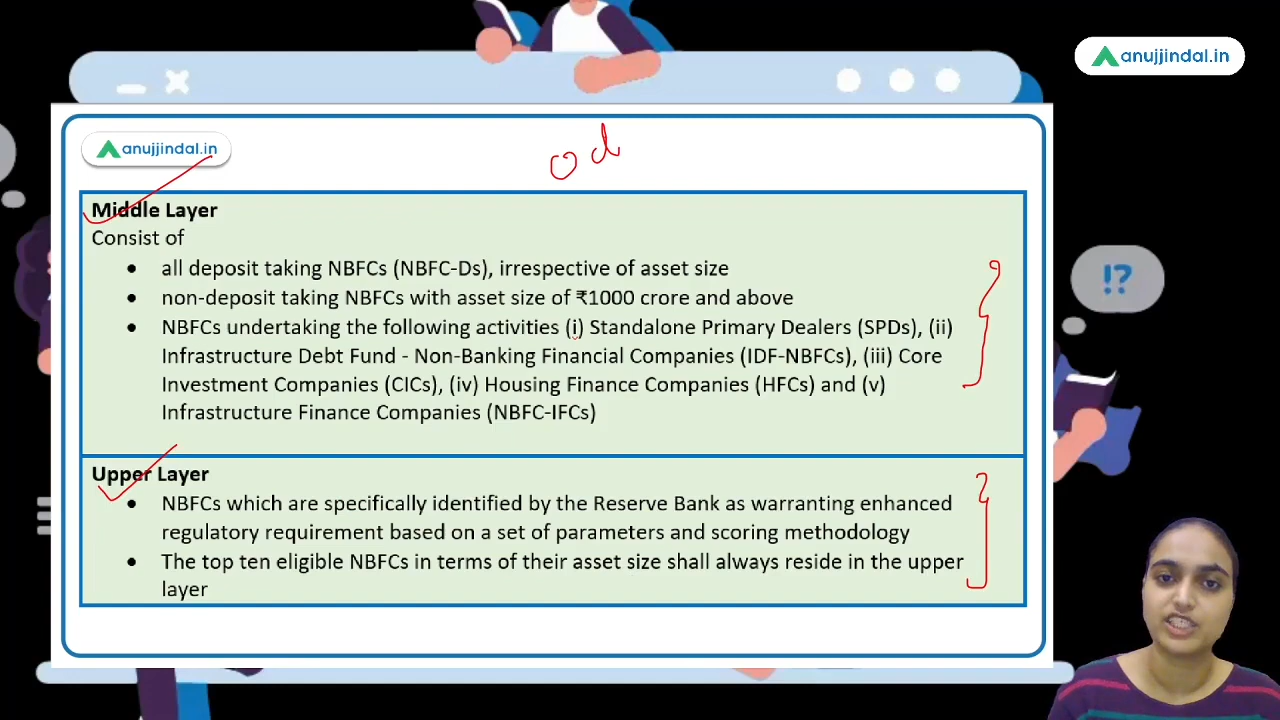 anujjindal.in
anujjindal.in
od
Middle Layer
Consist of
• all deposit taking NBFCs (NBFC-Ds), irrespective of asset size
• non-deposit taking NBFCs with asset size of ₹1000 crore and above
• NBFCs undertaking the following activities (i) Standalone Primary Dealers (SPDs), (ii)
Infrastructure Debt Fund - Non-Banking Financial Companies (IDF-NBFCs), (iii) Core
Investment Companies (CICs), (iv) Housing Finance Companies (HFCs) and (v)
Infrastructure Finance Companies (NBFC-IFCs)
Upper Layer
• NBFCs which are specifically identified by the Reserve Bank as warranting enhanced
regulatory requirement based on a set of parameters and scoring methodology
• The top ten eligible NBFCs in terms of their asset size shall always reside in the upper
layer
!?